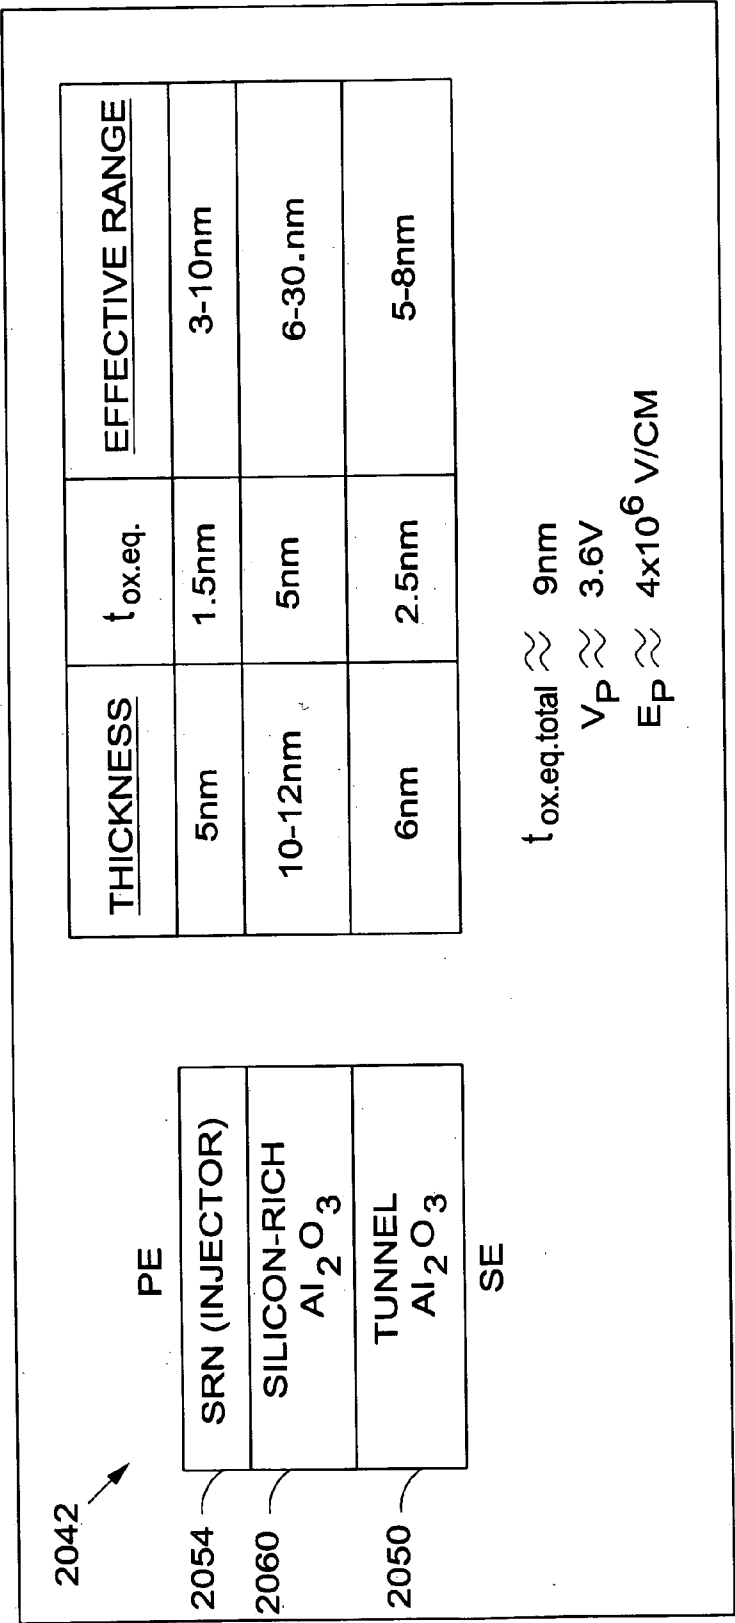 2042
PE
2054
SRN (INJECTOR)
2060
SILICON-RICH
Al2O3
2050
TUNNEL
Al2O3
SE
THICKNESS tox.eq. EFFECTIVE RANGE
5nm 1.5nm 3-10nm
10-12nm 5nm 6-30.nm
6nm 2.5nm 5-8nm
tox.eq.total ≈ 9nm
VP ≈ 3.6V
EP ≈ 4x10^6 V/CM